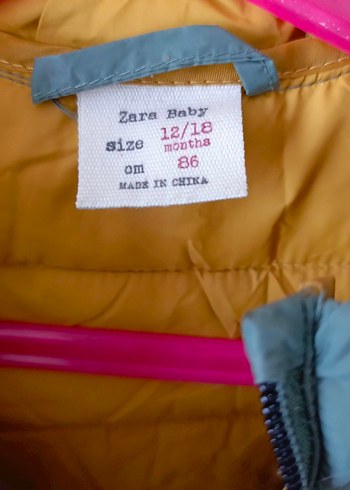 Zara Baby
size 12/18
months
cm 86
MADE IN CHINA